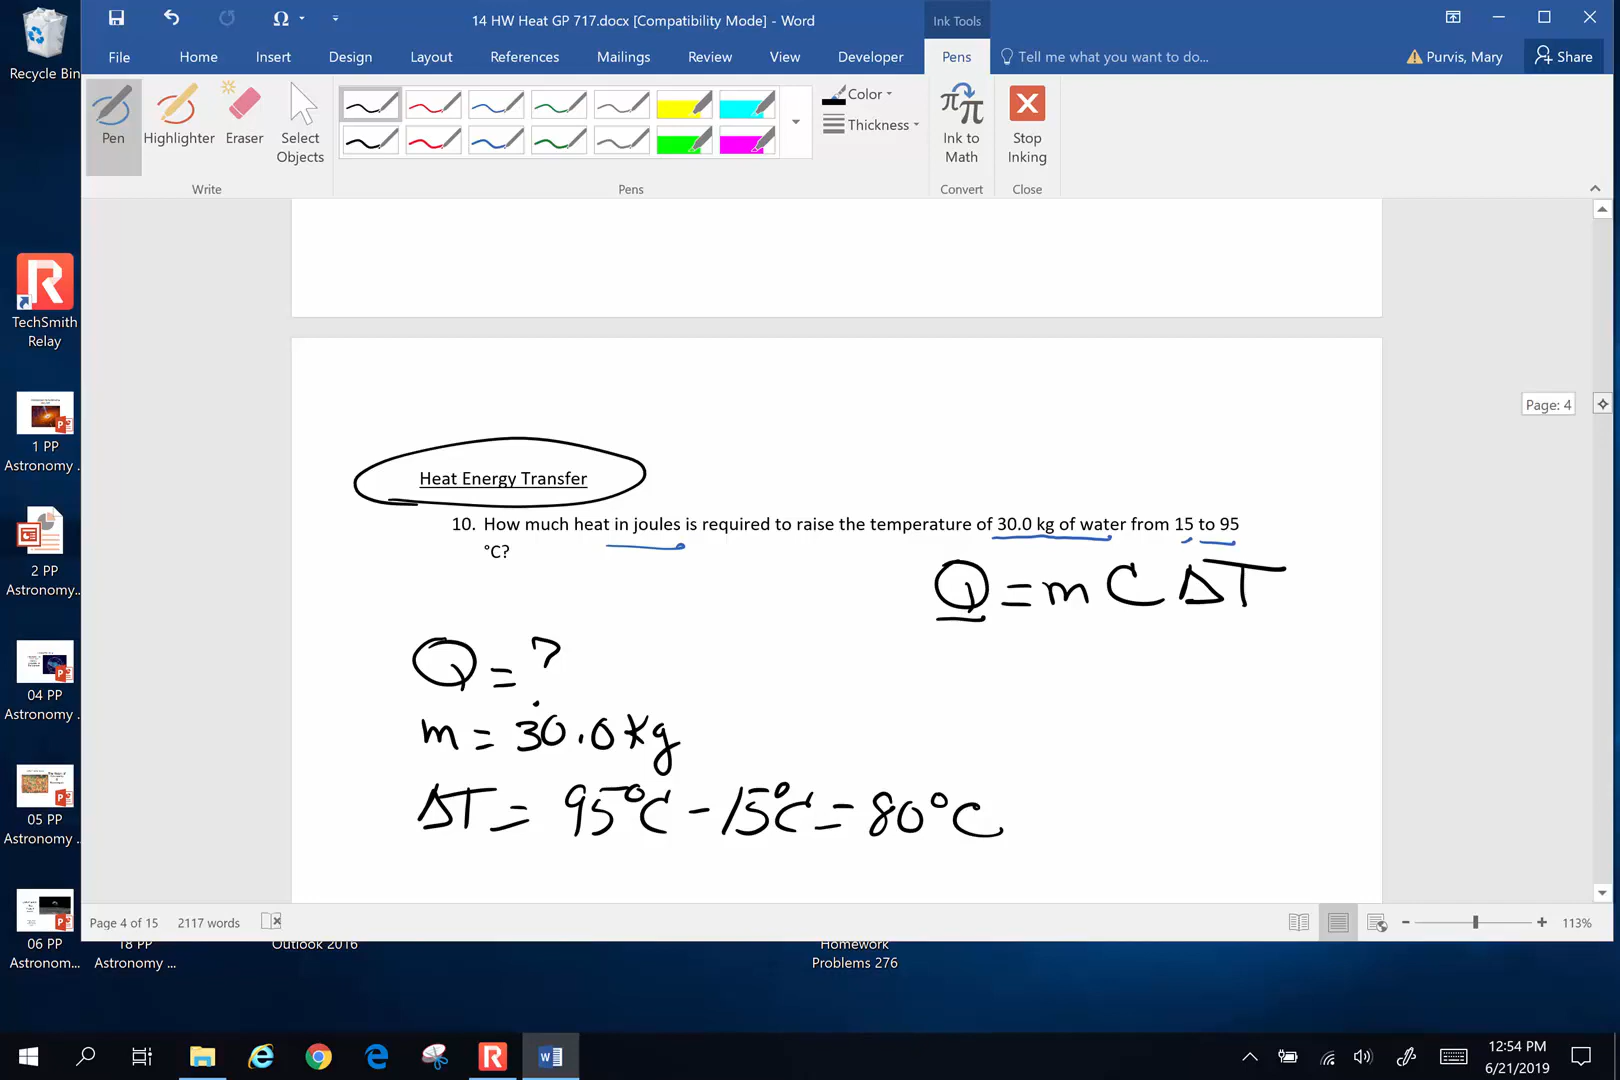 Recycle Bin
14 HW Heat GP 717.docx [Compatibility Mode] - Word
Ink Tools
File Home Insert Design Layout References Mailings Review View Developer Pens Tell me what you want to do... Purvis, Mary Share
Pen Highlighter Eraser Select Objects
Color
Thickness
Ink to Math
Stop Inking
Write Pens Convert Close
TechSmith Relay
1 PP Astronomy ...
2 PP Astronomy...
04 PP Astronomy ...
05 PP Astronomy ...
06 PP Astronom...
18 PP Astronomy ...
Outlook 2016
Homework Problems 276
Page: 4
Heat Energy Transfer
10. How much heat in joules is required to raise the temperature of 30.0 kg of water from 15 to 95
°C?
Q = m C ΔT
Q = ?
m = 30.0 kg
ΔT = 95°C - 15°C = 80°C
Page 4 of 15 2117 words 113%
12:54 PM
6/21/2019